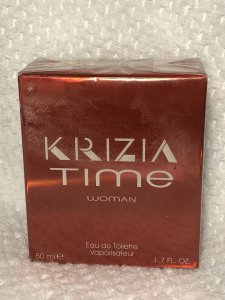 KRIZIA
Time
WOMAN
Eau de Toilette
Vaporisateur
50 ml ℮ 1.7 FL. OZ.